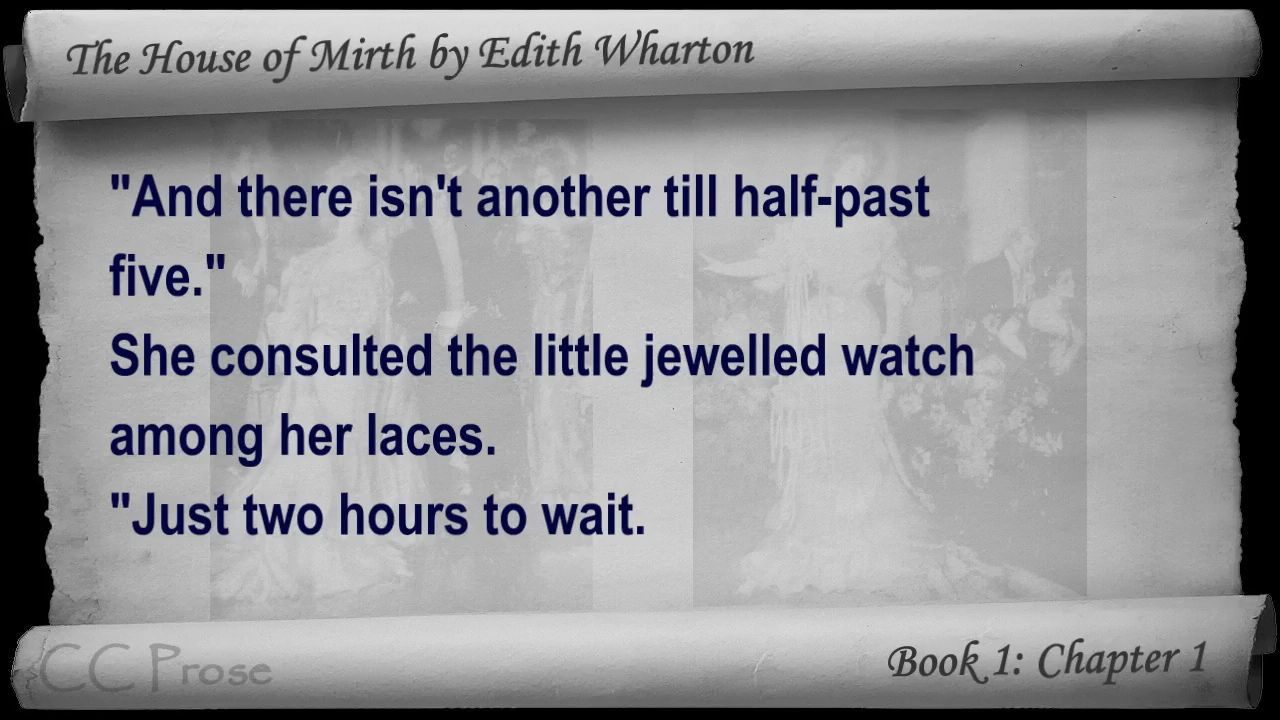 The House of Mirth by Edith Wharton
"And there isn't another till half-past
five."
She consulted the little jewelled watch
among her laces.
"Just two hours to wait.
CC Prose
Book 1: Chapter 1